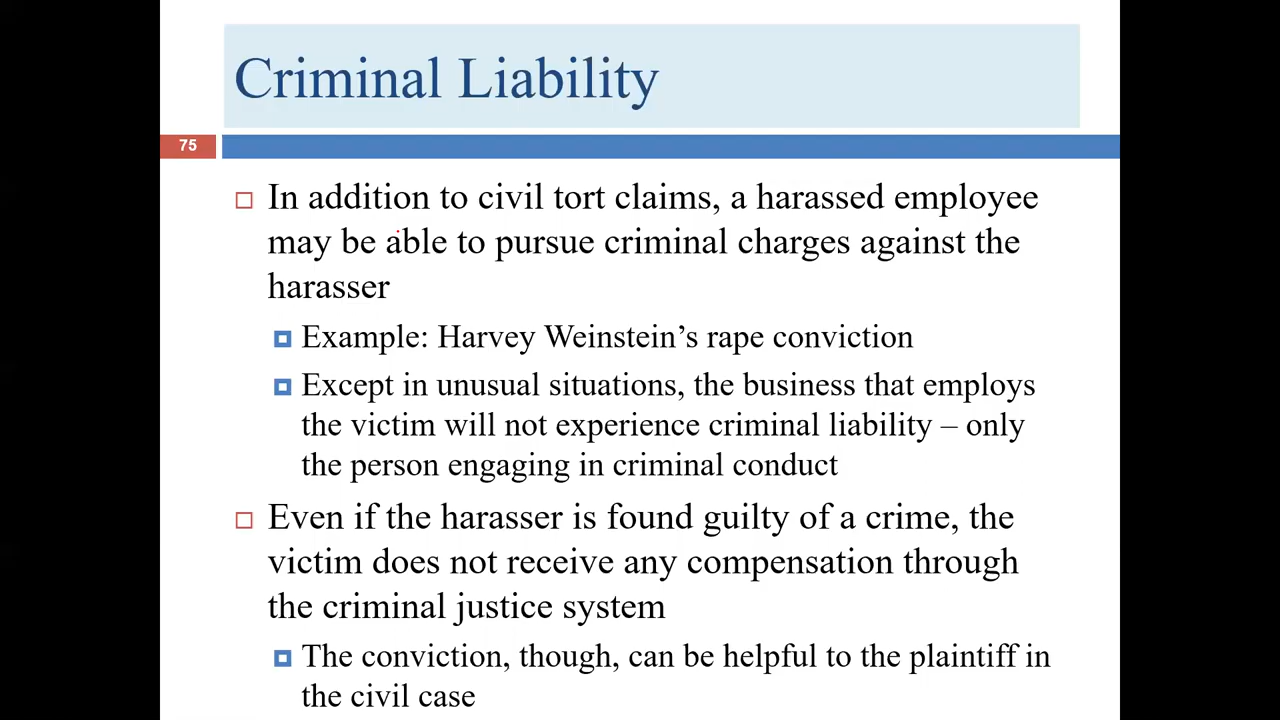 Criminal Liability
75
In addition to civil tort claims, a harassed employee
may be able to pursue criminal charges against the
harasser
Example: Harvey Weinstein's rape conviction
Except in unusual situations, the business that employs
the victim will not experience criminal liability – only
the person engaging in criminal conduct
Even if the harasser is found guilty of a crime, the
victim does not receive any compensation through
the criminal justice system
The conviction, though, can be helpful to the plaintiff in
the civil case